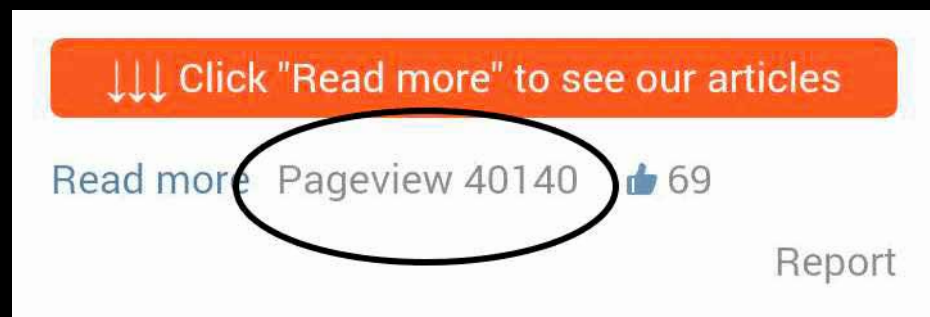 ↓↓↓ Click "Read more" to see our articles
Read more Pageview 40140 69
Report